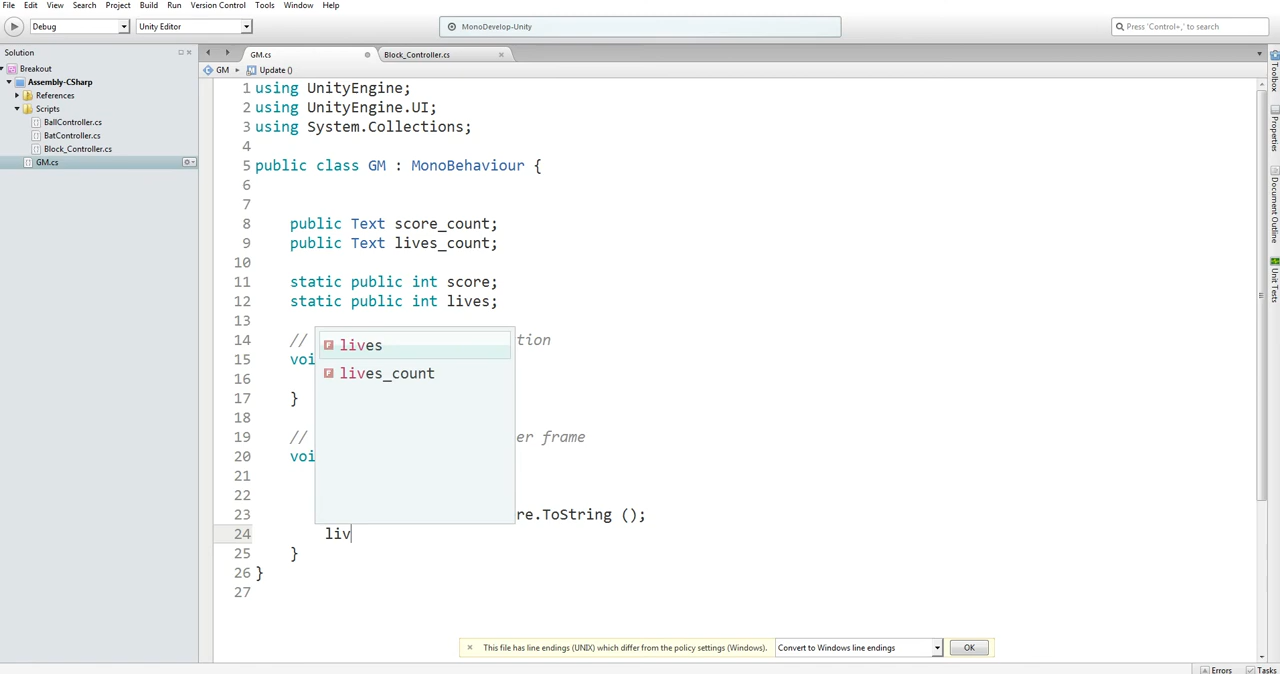 File Edit View Search Project Build Run Version Control Tools Window Help
Debug Unity Editor MonoDevelop-Unity Press 'Control+,' to search
Solution
GM.cs Block_Controller.cs
GM Update ()
Breakout
Assembly-CSharp
References
Scripts
BallController.cs
BatController.cs
Block_Controller.cs
GM.cs
1 using UnityEngine;
2 using UnityEngine.UI;
3 using System.Collections;
4
5 public class GM : MonoBehaviour {
6
7
8 public Text score_count;
9 public Text lives_count;
10
11 static public int score;
12 static public int lives;
13
14 // tion
15 voi
16
17 }
18
19 // er frame
20 voi
21
22
23 re.ToString ();
24 liv
25 }
26 }
27
lives
lives_count
This file has line endings (UNIX) which differ from the policy settings (Windows). Convert to Windows line endings OK
Toolbox
Properties
Document Outline
Unit Tests
Errors Tasks